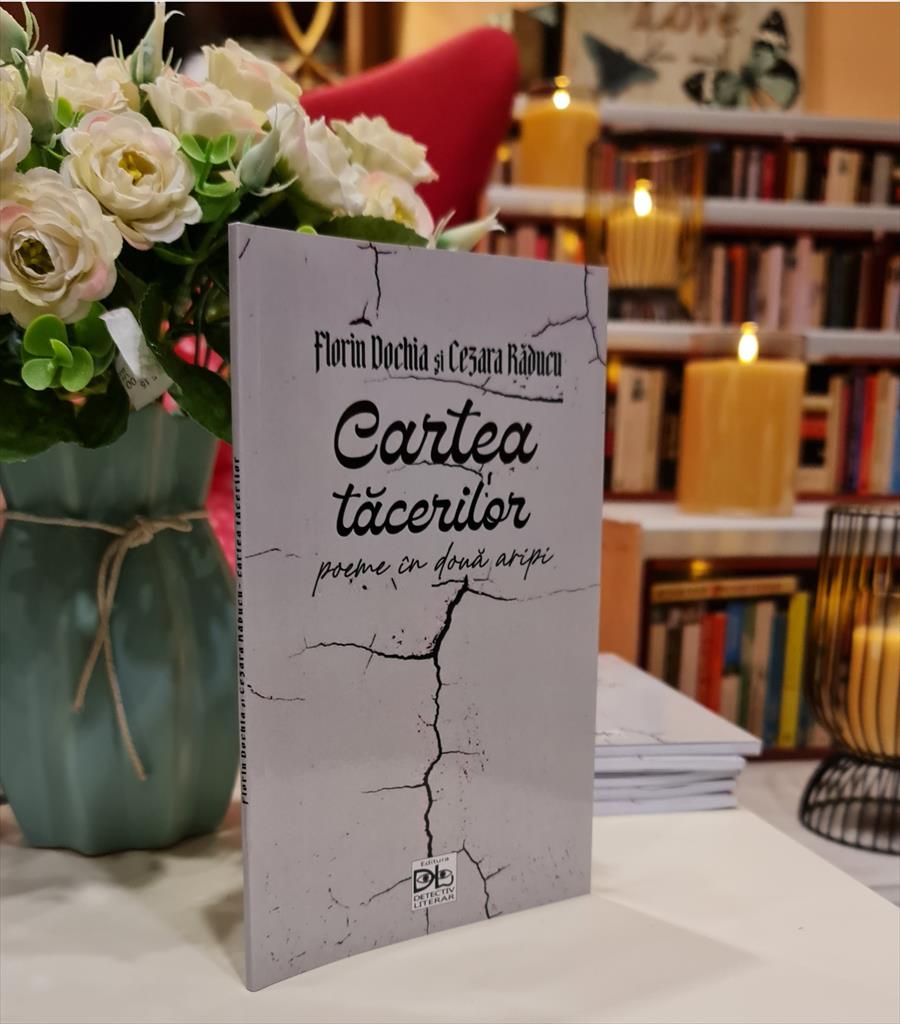 Love
Florin Dochia și Cezara Răducu
Cartea
tăcerilor
poeme în două aripi
Editura
DL
DETECTIV
LITERAR
Florin Dochia și Cezara Răducu - cartea tăcerilor